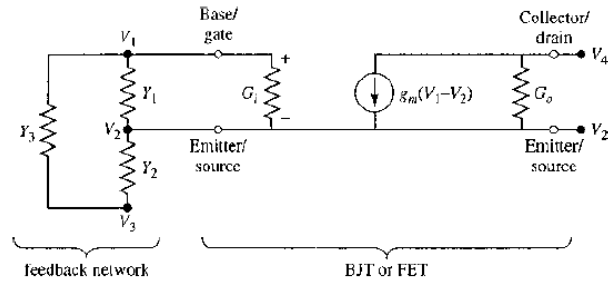 Base/
gate
Collector/
drain
V₁
V₄
+
Y₁
Gᵢ
gₘ(V₁–V₂)
Gₒ
Y₃
V₂
–
V₂
Emitter/
source
Emitter/
source
Y₂
V₃
feedback network
BJT or FET